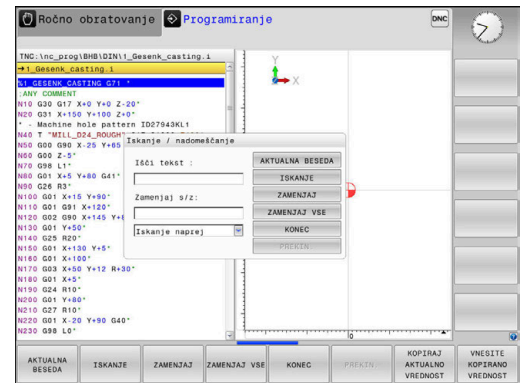 Ročno obratovanje
Programiranje
DNC
TNC:\nc_prog\BHB\DIN\1_Gesenk_casting.i
→1_Gesenk_casting.i
%1_GESENK_CASTING G71 *
;ANY COMMENT
N10 G30 G17 X+0 Y+0 Z-20*
N20 G31 X+150 Y+100 Z+0*
* - Machine hole pattern ID27943KL1
N40 T "MILL_D24_ROUGH"
N50 G00 G90 X-25 Y+65
N60 G00 Z-5*
N70 G98 L1*
N80 G01 X+5 Y+80 G41*
N90 G26 R3*
N100 G01 X+15 Y+90*
N110 G01 G91 X+120*
N120 G02 G90 X+145 Y+
N130 G01 Y+50*
N140 G25 R20*
N150 G01 X+130 Y+5*
N160 G01 X+100*
N170 G03 X+50 Y+12 R+30*
N180 G01 X+5*
N190 G24 R10*
N200 G01 Y+80*
N210 G27 R10*
N220 G01 X-20 Y+90 G40*
N230 G98 L0*
Y
X
0
Iskanje / nadomeščanje
Išči tekst :
Zamenjaj s/z:
Iskanje naprej
AKTUALNA BESEDA
ISKANJE
ZAMENJAJ
ZAMENJAJ VSE
KONEC
PREKIN.
AKTUALNA BESEDA
ISKANJE
ZAMENJAJ
ZAMENJAJ VSE
KONEC
PREKIN.
KOPIRAJ AKTUALNO VREDNOST
VNESITE KOPIRANO VREDNOST